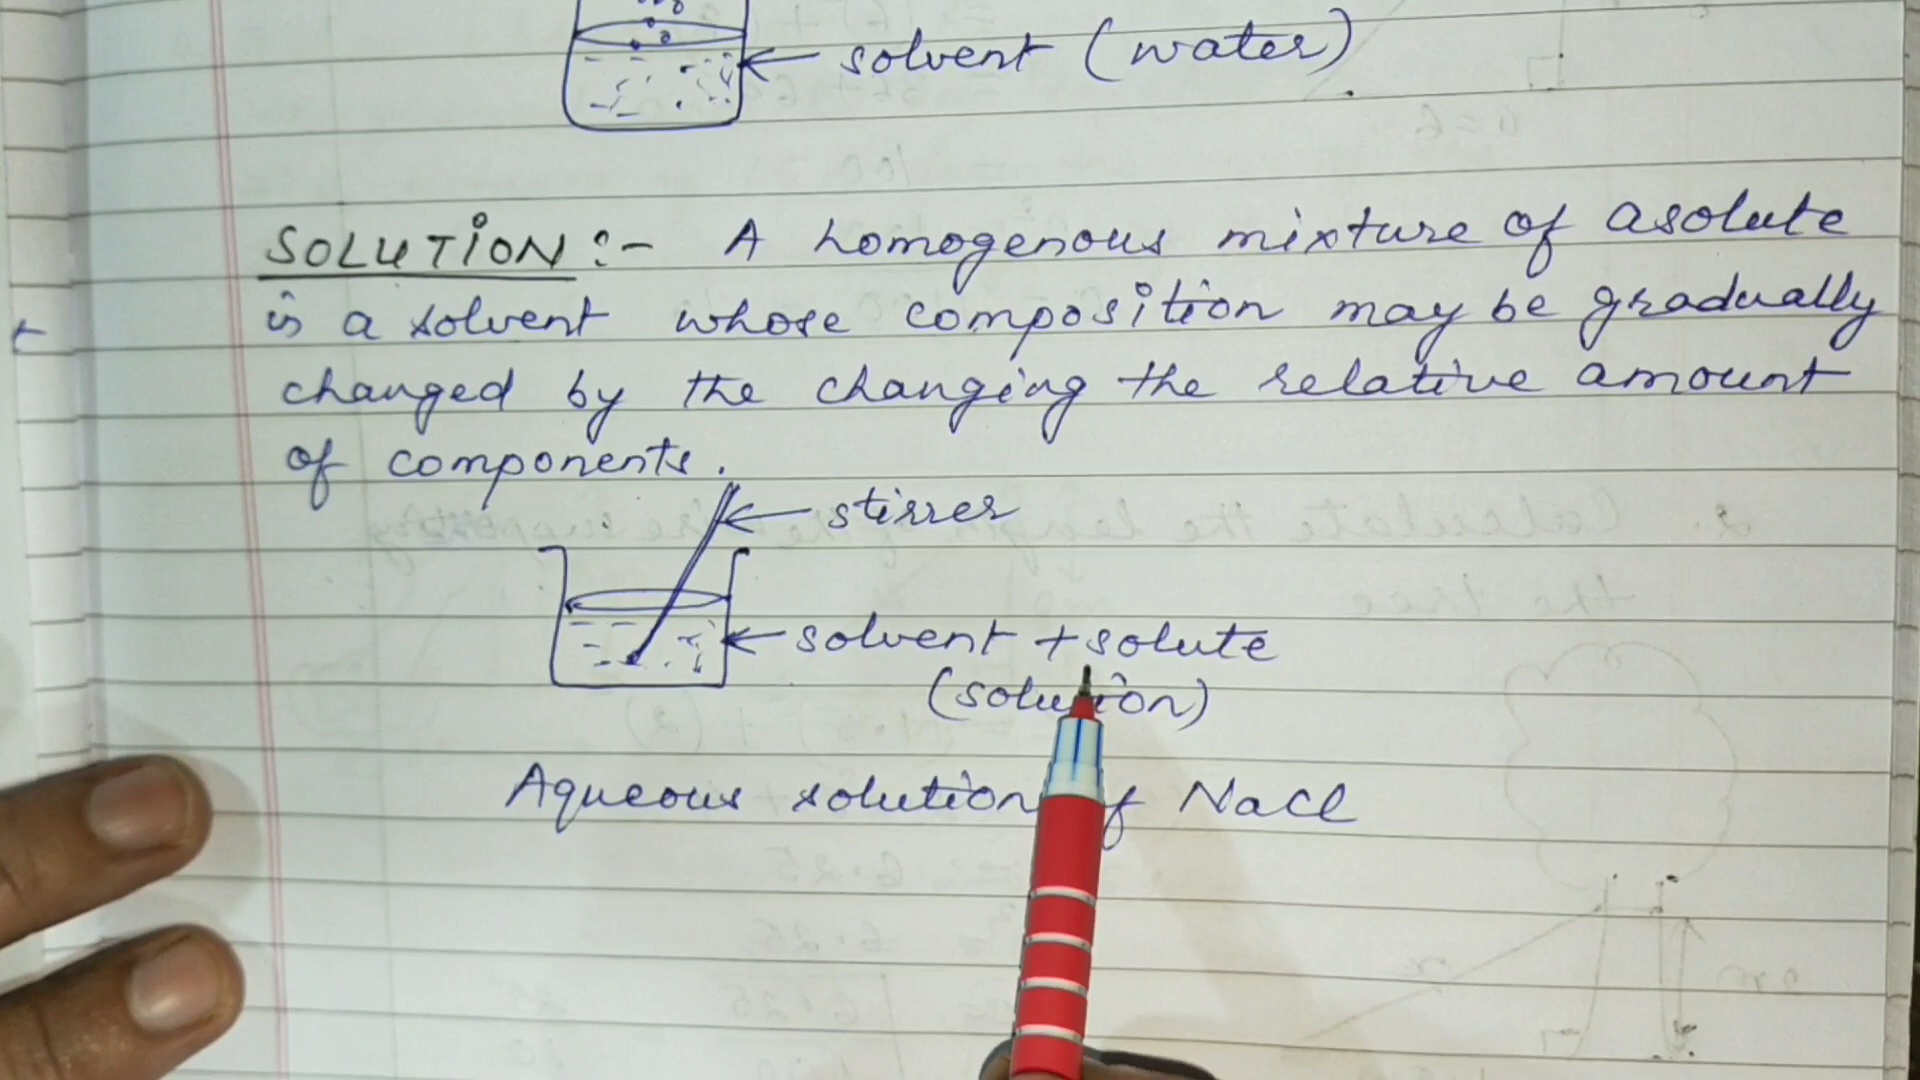 solvent (water)
SOLUTION :- A homogenous mixture of a solute
is a solvent whose composition may be gradually
changed by the changing the relative amount
of components.
stirrer
solvent + solute
(solution)
Aqueous solution of NaCl